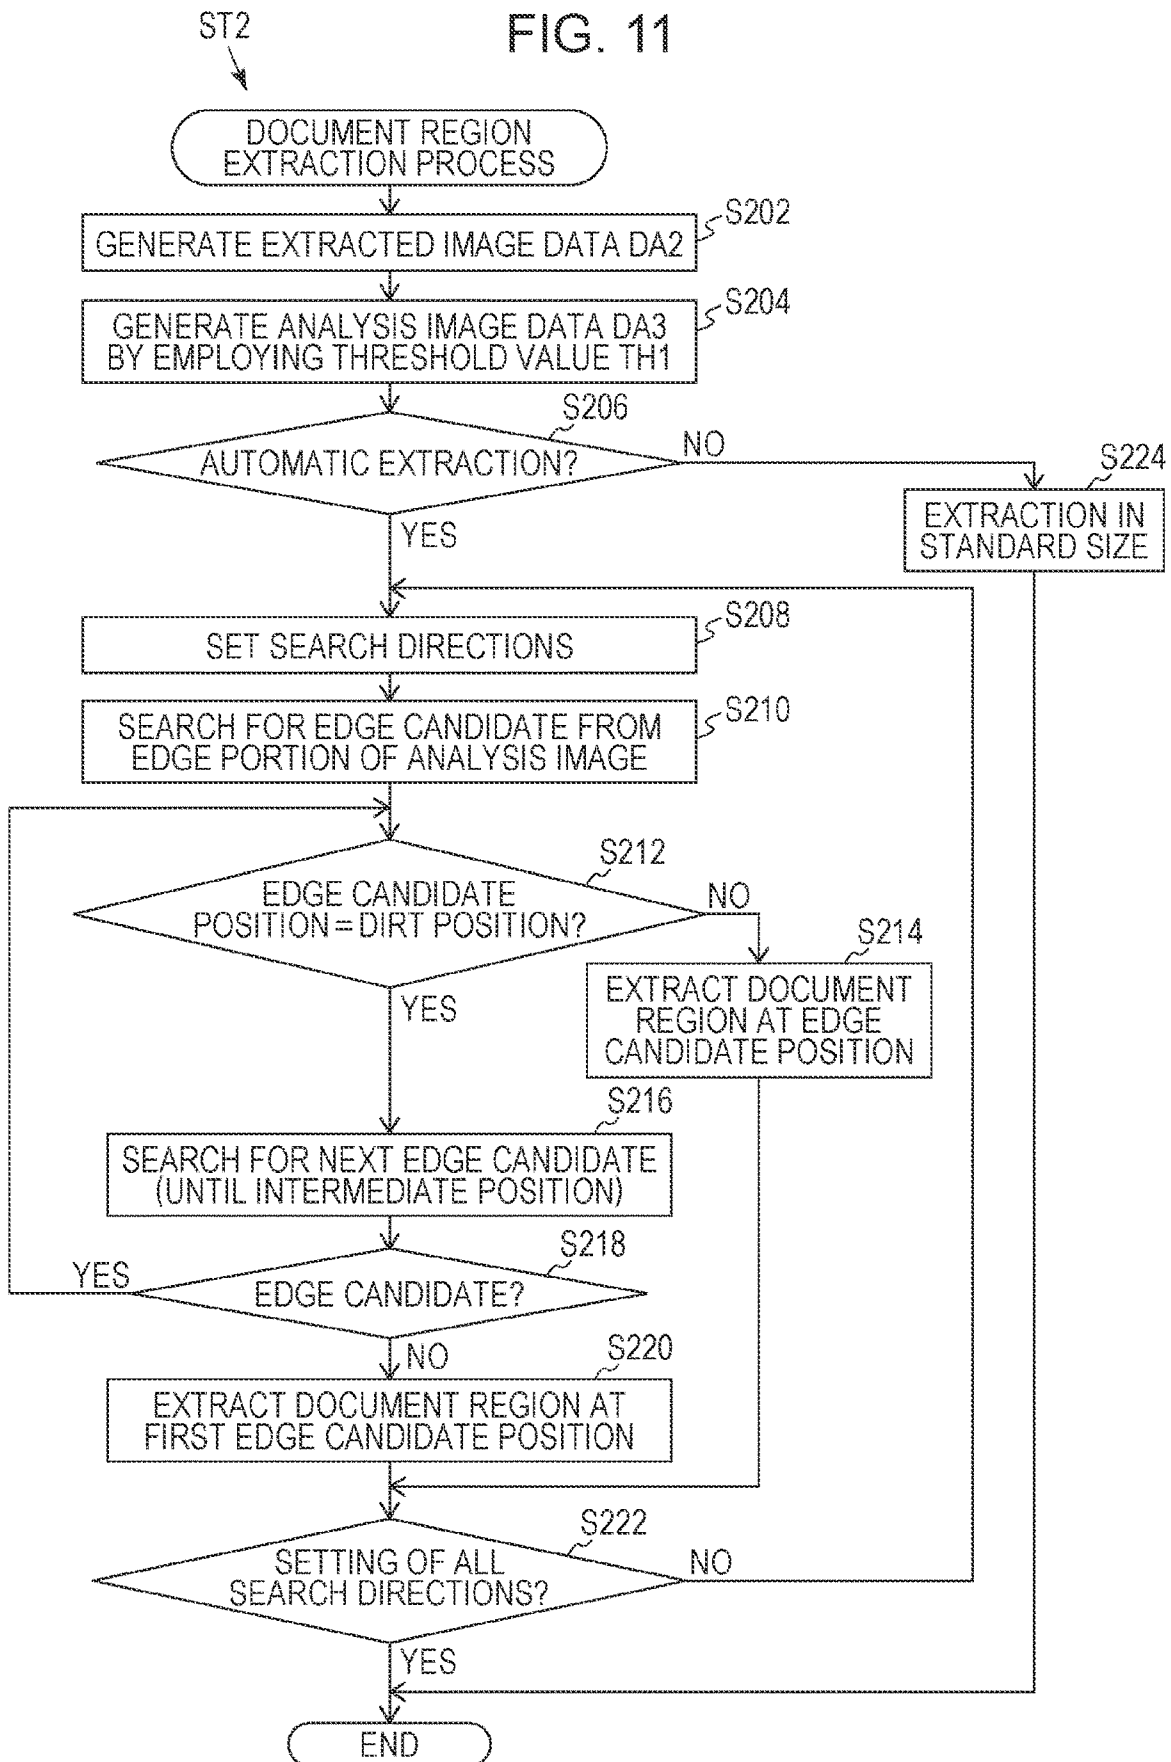 FIG. 11
ST2
DOCUMENT REGION
EXTRACTION PROCESS
S202
GENERATE EXTRACTED IMAGE DATA DA2
S204
GENERATE ANALYSIS IMAGE DATA DA3
BY EMPLOYING THRESHOLD VALUE TH1
S206
AUTOMATIC EXTRACTION?
NO
YES
S224
EXTRACTION IN
STANDARD SIZE
S208
SET SEARCH DIRECTIONS
S210
SEARCH FOR EDGE CANDIDATE FROM
EDGE PORTION OF ANALYSIS IMAGE
S212
EDGE CANDIDATE
POSITION=DIRT POSITION?
NO
YES
S214
EXTRACT DOCUMENT
REGION AT EDGE
CANDIDATE POSITION
S216
SEARCH FOR NEXT EDGE CANDIDATE
(UNTIL INTERMEDIATE POSITION)
S218
EDGE CANDIDATE?
YES
NO
S220
EXTRACT DOCUMENT REGION AT
FIRST EDGE CANDIDATE POSITION
S222
SETTING OF ALL
SEARCH DIRECTIONS?
NO
YES
END